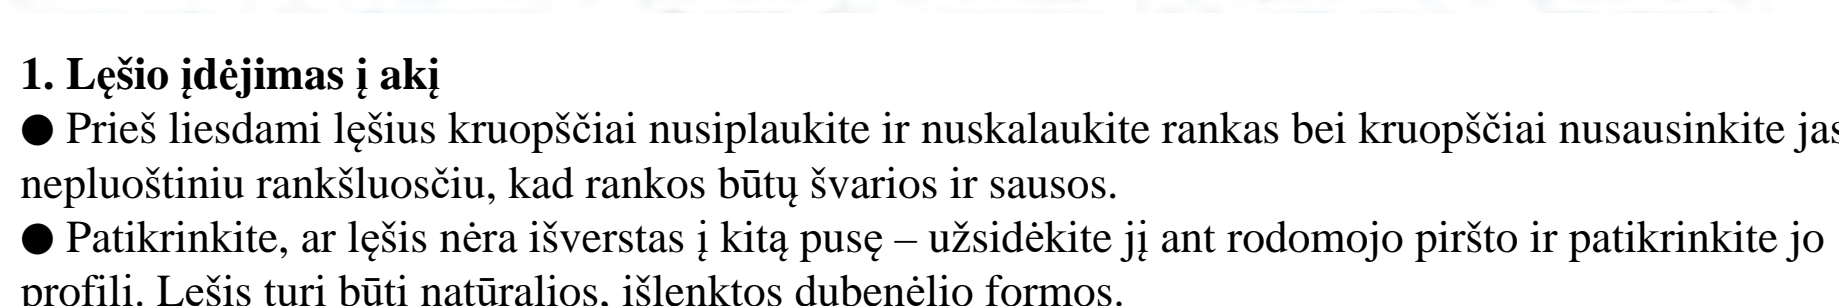 1. Lęšio įdėjimas į akį
● Prieš liesdami lęšius kruopščiai nusiplaukite ir nuskalaukite rankas bei kruopščiai nusausinkite jas
nepluoštiniu rankšluosčiu, kad rankos būtų švarios ir sausos.
● Patikrinkite, ar lęšis nėra išverstas į kitą pusę – užsidėkite jį ant rodomojo piršto ir patikrinkite jo
profilį. Lęšis turi būti natūralios, išlenktos dubenėlio formos.